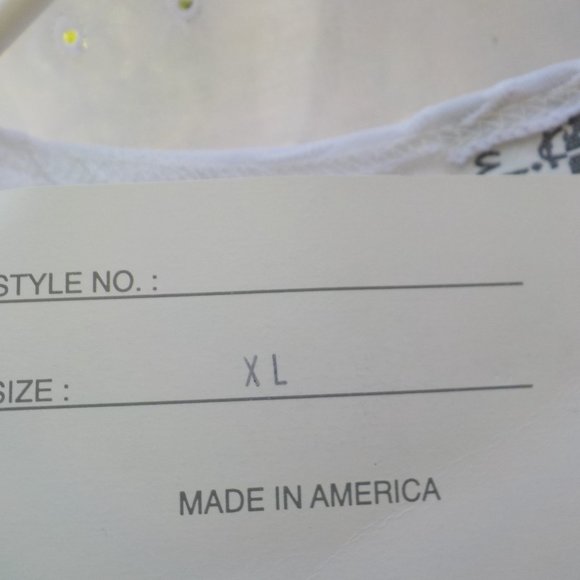 STYLE NO. :
SIZE : XL
MADE IN AMERICA